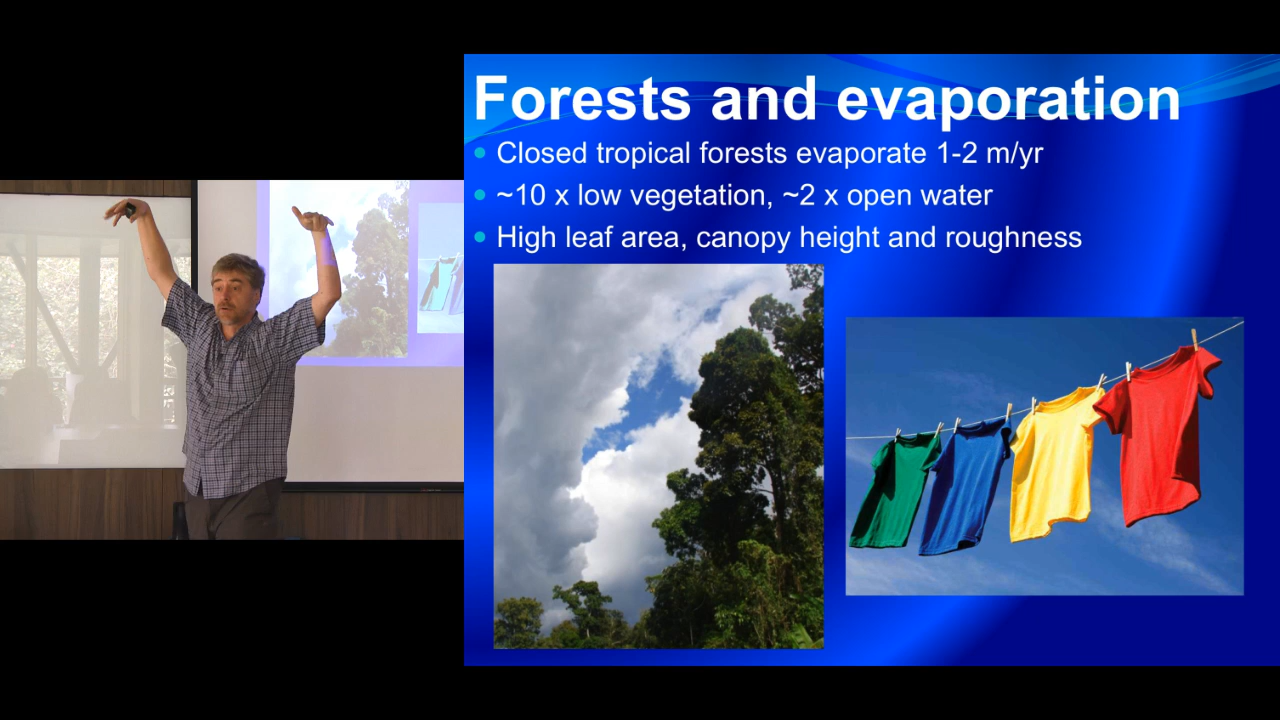 Forests and evaporation
Closed tropical forests evaporate 1-2 m/yr
~10 x low vegetation, ~2 x open water
High leaf area, canopy height and roughness